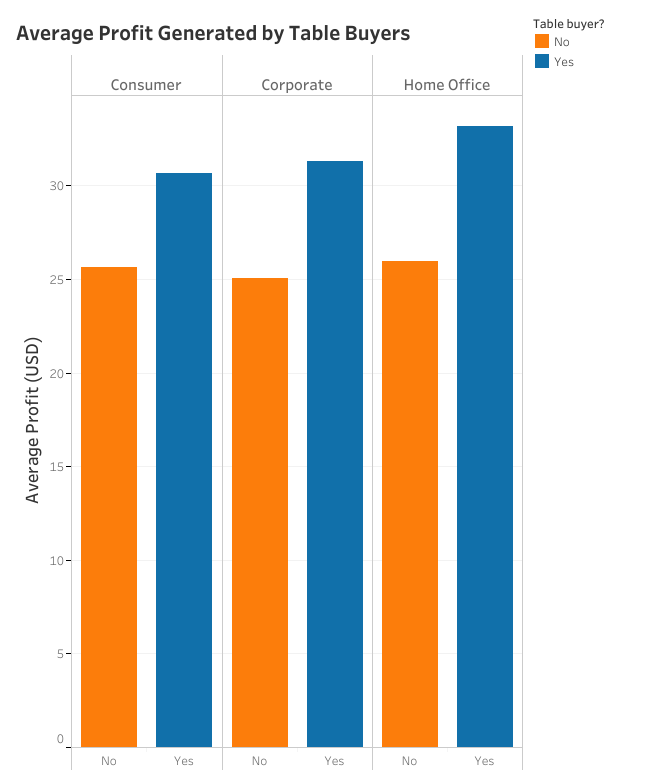 Average Profit Generated by Table Buyers
Table buyer?
No
Yes
Consumer
Corporate
Home Office
Average Profit (USD)
30
25
20
15
10
5
0
No
Yes
No
Yes
No
Yes